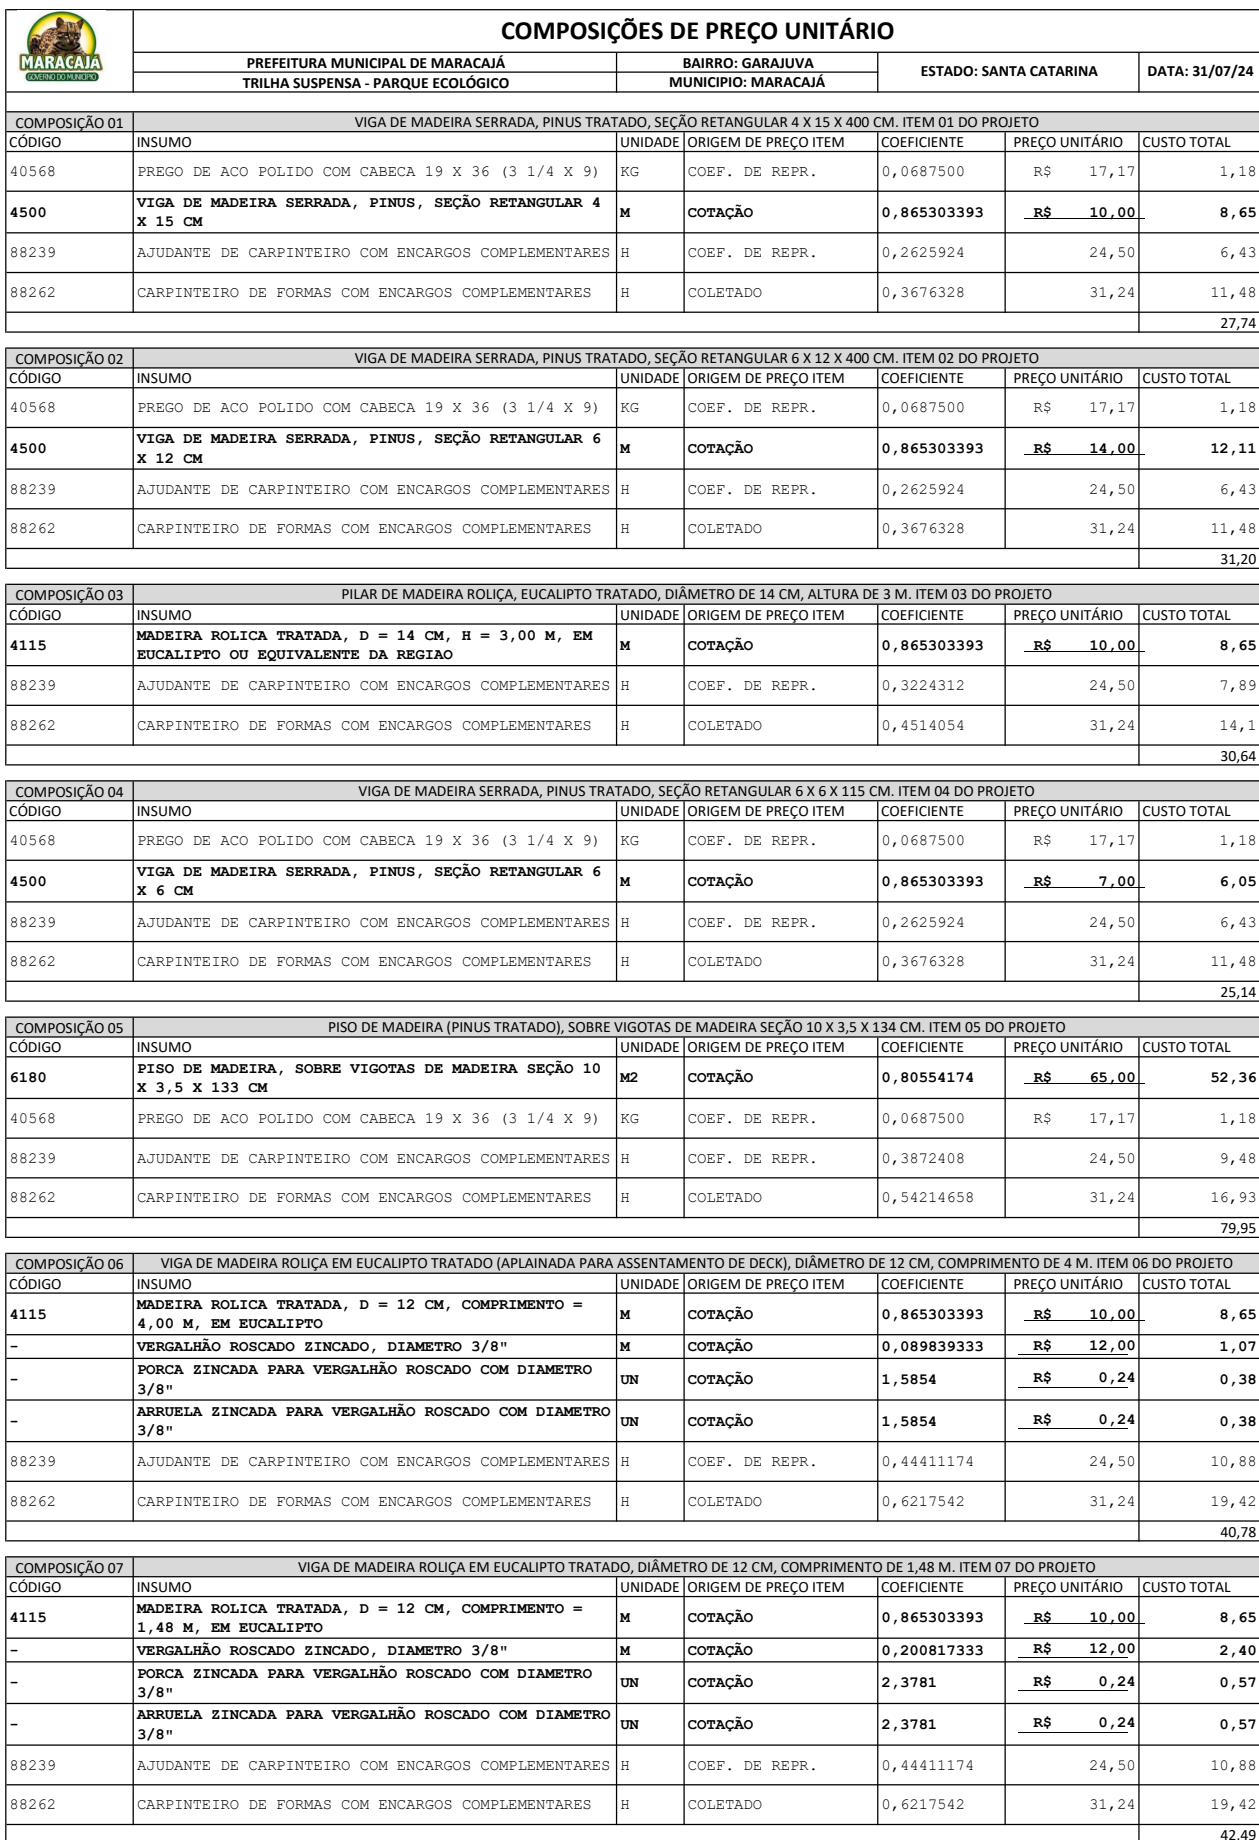 MARACAJÁ
GOVERNO DO MUNICÍPIO
COMPOSIÇÕES DE PREÇO UNITÁRIO
PREFEITURA MUNICIPAL DE MARACAJÁ BAIRRO: GARAJUVA ESTADO: SANTA CATARINA DATA: 31/07/24
TRILHA SUSPENSA - PARQUE ECOLÓGICO MUNICIPIO: MARACAJÁ
COMPOSIÇÃO 01 VIGA DE MADEIRA SERRADA, PINUS TRATADO, SEÇÃO RETANGULAR 4 X 15 X 400 CM. ITEM 01 DO PROJETO
CÓDIGO INSUMO UNIDADE ORIGEM DE PREÇO ITEM COEFICIENTE PREÇO UNITÁRIO CUSTO TOTAL
40568 PREGO DE ACO POLIDO COM CABECA 19 X 36 (3 1/4 X 9) KG COEF. DE REPR. 0,0687500 R$ 17,17 1,18
4500 VIGA DE MADEIRA SERRADA, PINUS, SEÇÃO RETANGULAR 4 X 15 CM M COTAÇÃO 0,865303393 R$ 10,00 8,65
88239 AJUDANTE DE CARPINTEIRO COM ENCARGOS COMPLEMENTARES H COEF. DE REPR. 0,2625924 24,50 6,43
88262 CARPINTEIRO DE FORMAS COM ENCARGOS COMPLEMENTARES H COLETADO 0,3676328 31,24 11,48
27,74
COMPOSIÇÃO 02 VIGA DE MADEIRA SERRADA, PINUS TRATADO, SEÇÃO RETANGULAR 6 X 12 X 400 CM. ITEM 02 DO PROJETO
CÓDIGO INSUMO UNIDADE ORIGEM DE PREÇO ITEM COEFICIENTE PREÇO UNITÁRIO CUSTO TOTAL
40568 PREGO DE ACO POLIDO COM CABECA 19 X 36 (3 1/4 X 9) KG COEF. DE REPR. 0,0687500 R$ 17,17 1,18
4500 VIGA DE MADEIRA SERRADA, PINUS, SEÇÃO RETANGULAR 6 X 12 CM M COTAÇÃO 0,865303393 R$ 14,00 12,11
88239 AJUDANTE DE CARPINTEIRO COM ENCARGOS COMPLEMENTARES H COEF. DE REPR. 0,2625924 24,50 6,43
88262 CARPINTEIRO DE FORMAS COM ENCARGOS COMPLEMENTARES H COLETADO 0,3676328 31,24 11,48
31,20
COMPOSIÇÃO 03 PILAR DE MADEIRA ROLIÇA, EUCALIPTO TRATADO, DIÂMETRO DE 14 CM, ALTURA DE 3 M. ITEM 03 DO PROJETO
CÓDIGO INSUMO UNIDADE ORIGEM DE PREÇO ITEM COEFICIENTE PREÇO UNITÁRIO CUSTO TOTAL
4115 MADEIRA ROLICA TRATADA, D = 14 CM, H = 3,00 M, EM EUCALIPTO OU EQUIVALENTE DA REGIAO M COTAÇÃO 0,865303393 R$ 10,00 8,65
88239 AJUDANTE DE CARPINTEIRO COM ENCARGOS COMPLEMENTARES H COEF. DE REPR. 0,3224312 24,50 7,89
88262 CARPINTEIRO DE FORMAS COM ENCARGOS COMPLEMENTARES H COLETADO 0,4514054 31,24 14,1
30,64
COMPOSIÇÃO 04 VIGA DE MADEIRA SERRADA, PINUS TRATADO, SEÇÃO RETANGULAR 6 X 6 X 115 CM. ITEM 04 DO PROJETO
CÓDIGO INSUMO UNIDADE ORIGEM DE PREÇO ITEM COEFICIENTE PREÇO UNITÁRIO CUSTO TOTAL
40568 PREGO DE ACO POLIDO COM CABECA 19 X 36 (3 1/4 X 9) KG COEF. DE REPR. 0,0687500 R$ 17,17 1,18
4500 VIGA DE MADEIRA SERRADA, PINUS, SEÇÃO RETANGULAR 6 X 6 CM M COTAÇÃO 0,865303393 R$ 7,00 6,05
88239 AJUDANTE DE CARPINTEIRO COM ENCARGOS COMPLEMENTARES H COEF. DE REPR. 0,2625924 24,50 6,43
88262 CARPINTEIRO DE FORMAS COM ENCARGOS COMPLEMENTARES H COLETADO 0,3676328 31,24 11,48
25,14
COMPOSIÇÃO 05 PISO DE MADEIRA (PINUS TRATADO), SOBRE VIGOTAS DE MADEIRA SEÇÃO 10 X 3,5 X 134 CM. ITEM 05 DO PROJETO
CÓDIGO INSUMO UNIDADE ORIGEM DE PREÇO ITEM COEFICIENTE PREÇO UNITÁRIO CUSTO TOTAL
6180 PISO DE MADEIRA, SOBRE VIGOTAS DE MADEIRA SEÇÃO 10 X 3,5 X 133 CM M2 COTAÇÃO 0,80554174 R$ 65,00 52,36
40568 PREGO DE ACO POLIDO COM CABECA 19 X 36 (3 1/4 X 9) KG COEF. DE REPR. 0,0687500 R$ 17,17 1,18
88239 AJUDANTE DE CARPINTEIRO COM ENCARGOS COMPLEMENTARES H COEF. DE REPR. 0,3872408 24,50 9,48
88262 CARPINTEIRO DE FORMAS COM ENCARGOS COMPLEMENTARES H COLETADO 0,54214658 31,24 16,93
79,95
COMPOSIÇÃO 06 VIGA DE MADEIRA ROLIÇA EM EUCALIPTO TRATADO (APLAINADA PARA ASSENTAMENTO DE DECK), DIÂMETRO DE 12 CM, COMPRIMENTO DE 4 M. ITEM 06 DO PROJETO
CÓDIGO INSUMO UNIDADE ORIGEM DE PREÇO ITEM COEFICIENTE PREÇO UNITÁRIO CUSTO TOTAL
4115 MADEIRA ROLICA TRATADA, D = 12 CM, COMPRIMENTO = 4,00 M, EM EUCALIPTO M COTAÇÃO 0,865303393 R$ 10,00 8,65
- VERGALHÃO ROSCADO ZINCADO, DIAMETRO 3/8" M COTAÇÃO 0,089839333 R$ 12,00 1,07
- PORCA ZINCADA PARA VERGALHÃO ROSCADO COM DIAMETRO 3/8" UN COTAÇÃO 1,5854 R$ 0,24 0,38
- ARRUELA ZINCADA PARA VERGALHÃO ROSCADO COM DIAMETRO 3/8" UN COTAÇÃO 1,5854 R$ 0,24 0,38
88239 AJUDANTE DE CARPINTEIRO COM ENCARGOS COMPLEMENTARES H COEF. DE REPR. 0,44411174 24,50 10,88
88262 CARPINTEIRO DE FORMAS COM ENCARGOS COMPLEMENTARES H COLETADO 0,6217542 31,24 19,42
40,78
COMPOSIÇÃO 07 VIGA DE MADEIRA ROLIÇA EM EUCALIPTO TRATADO, DIÂMETRO DE 12 CM, COMPRIMENTO DE 1,48 M. ITEM 07 DO PROJETO
CÓDIGO INSUMO UNIDADE ORIGEM DE PREÇO ITEM COEFICIENTE PREÇO UNITÁRIO CUSTO TOTAL
4115 MADEIRA ROLICA TRATADA, D = 12 CM, COMPRIMENTO = 1,48 M, EM EUCALIPTO M COTAÇÃO 0,865303393 R$ 10,00 8,65
- VERGALHÃO ROSCADO ZINCADO, DIAMETRO 3/8" M COTAÇÃO 0,200817333 R$ 12,00 2,40
- PORCA ZINCADA PARA VERGALHÃO ROSCADO COM DIAMETRO 3/8" UN COTAÇÃO 2,3781 R$ 0,24 0,57
- ARRUELA ZINCADA PARA VERGALHÃO ROSCADO COM DIAMETRO 3/8" UN COTAÇÃO 2,3781 R$ 0,24 0,57
88239 AJUDANTE DE CARPINTEIRO COM ENCARGOS COMPLEMENTARES H COEF. DE REPR. 0,44411174 24,50 10,88
88262 CARPINTEIRO DE FORMAS COM ENCARGOS COMPLEMENTARES H COLETADO 0,6217542 31,24 19,42
42,49